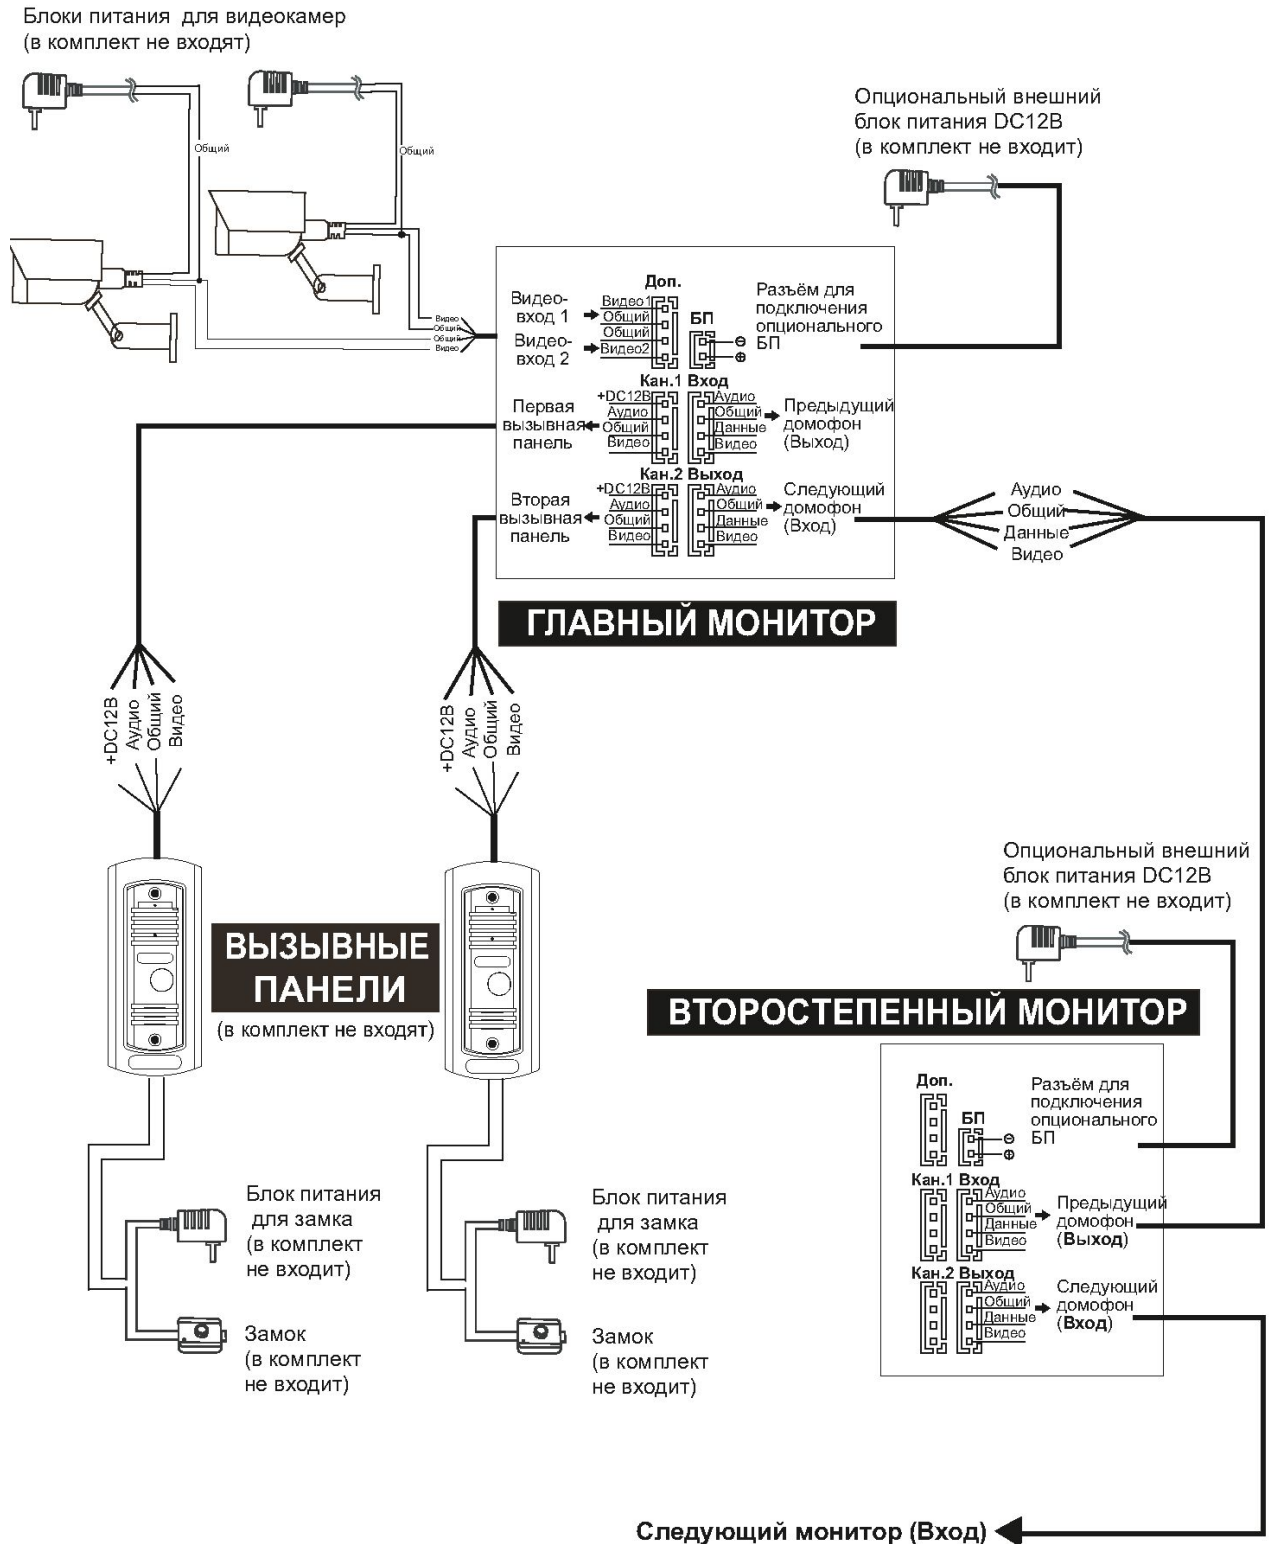 Блоки питания для видеокамер
(в комплект не входят)
Общий
Общий
Опциональный внешний
блок питания DC12В
(в комплект не входит)
Видео
Общий
Общий
Видео
Видео-
вход 1
Видео-
вход 2
Доп.
Видео1
Общий
Общий
Видео2
БП
⊖
⊕
Разъём для
подключения
опционального
БП
Кан.1 Вход
Первая
вызывная
панель
+DC12В
Аудио
Общий
Видео
Аудио
Общий
Данные
Видео
Предыдущий
домофон
(Выход)
Кан.2 Выход
Вторая
вызывная
панель
+DC12В
Аудио
Общий
Видео
Аудио
Общий
Данные
Видео
Следующий
домофон
(Вход)
Аудио
Общий
Данные
Видео
ГЛАВНЫЙ МОНИТОР
+DC12В
Аудио
Общий
Видео
+DC12В
Аудио
Общий
Видео
ВЫЗЫВНЫЕ
ПАНЕЛИ
(в комплект не входят)
Опциональный внешний
блок питания DC12В
(в комплект не входит)
ВТОРОСТЕПЕННЫЙ МОНИТОР
Доп.
БП
⊖
⊕
Разъём для
подключения
опционального
БП
Кан.1 Вход
Аудио
Общий
Данные
Видео
Предыдущий
домофон
(Выход)
Кан.2 Выход
Аудио
Общий
Данные
Видео
Следующий
домофон
(Вход)
Блок питания
для замка
(в комплект
не входит)
Замок
(в комплект
не входит)
Блок питания
для замка
(в комплект
не входит)
Замок
(в комплект
не входит)
Следующий монитор (Вход)